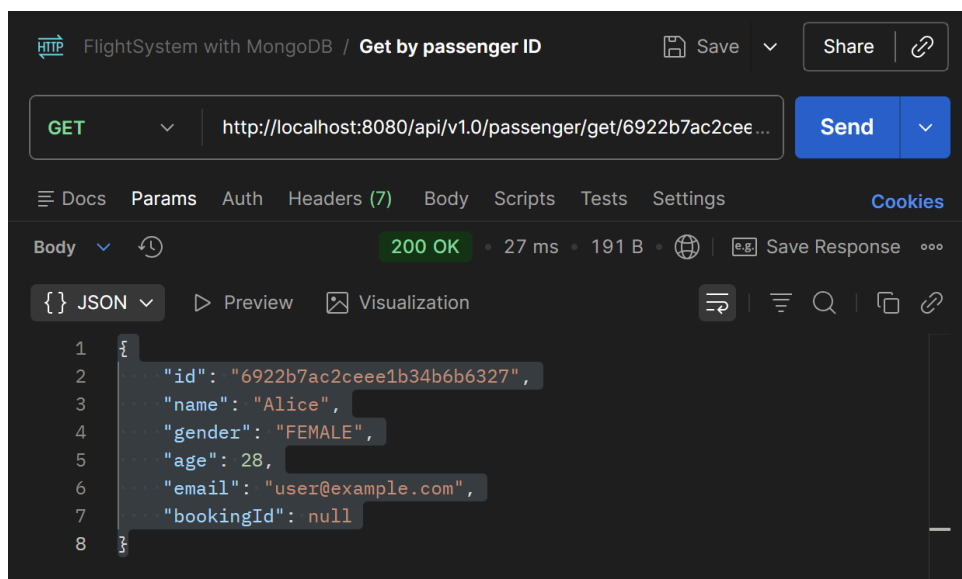 HTTP FlightSystem with MongoDB / Get by passenger ID Save Share
GET http://localhost:8080/api/v1.0/passenger/get/6922b7ac2cee... Send
Docs Params Auth Headers (7) Body Scripts Tests Settings Cookies
Body 200 OK • 27 ms • 191 B • e.g. Save Response
{} JSON Preview Visualization
1 {
2 "id": "6922b7ac2ceee1b34b6b6327",
3 "name": "Alice",
4 "gender": "FEMALE",
5 "age": 28,
6 "email": "user@example.com",
7 "bookingId": null
8 }